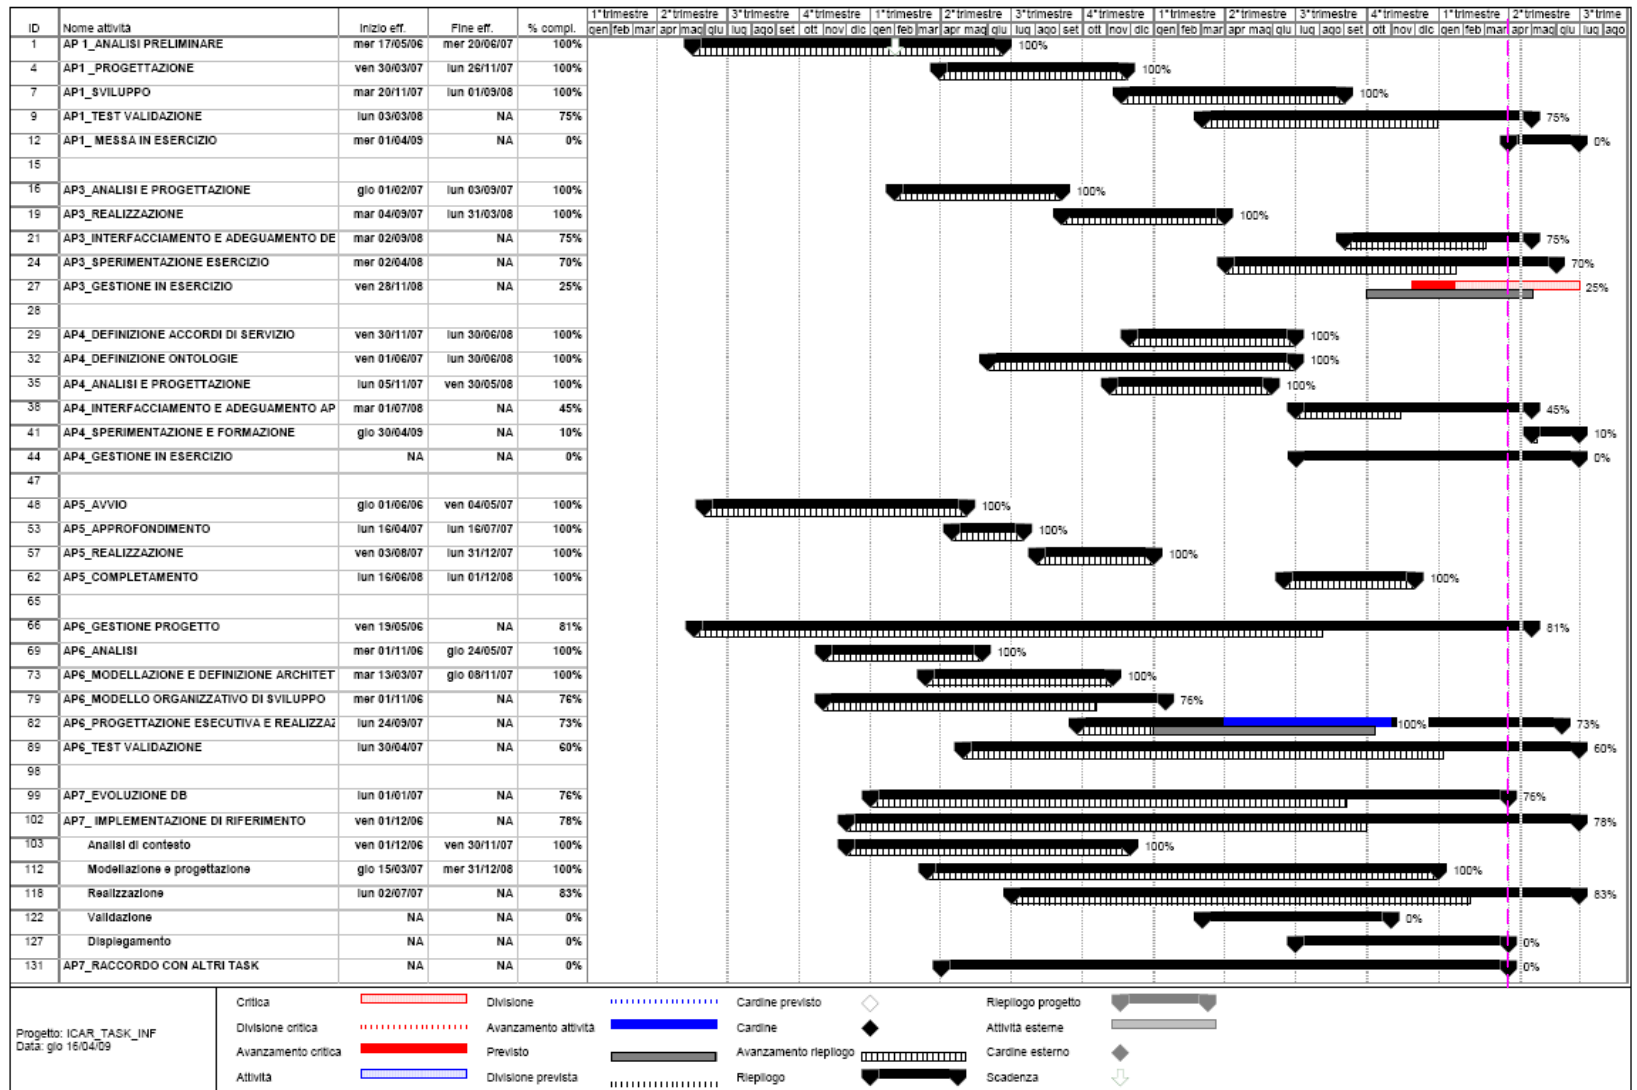 1° trimestre 2° trimestre 3° trimestre 4° trimestre 1° trimestre 2° trimestre 3° trimestre 4° trimestre 1° trimestre 2° trimestre 3° trimestre 4° trimestre 1° trimestre 2° trimestre 3° trime
ID Nome attività Inizio eff. Fine eff. % compl. gen feb mar apr mag giu lug ago set ott nov dic gen feb mar apr mag giu lug ago set ott nov dic gen feb mar apr mag giu lug ago set ott nov dic gen feb mar apr mag giu lug ago
1 AP 1_ANALISI PRELIMINARE mer 17/05/06 mer 20/06/07 100% 100%
4 AP1 _PROGETTAZIONE ven 30/03/07 lun 26/11/07 100% 100%
7 AP1_SVILUPPO mar 20/11/07 lun 01/09/08 100% 100%
9 AP1_TEST VALIDAZIONE lun 03/03/08 NA 75% 75%
12 AP1_ MESSA IN ESERCIZIO mer 01/04/09 NA 0% 0%
15
16 AP3_ANALISI E PROGETTAZIONE gio 01/02/07 lun 03/09/07 100% 100%
19 AP3_REALIZZAZIONE mar 04/09/07 lun 31/03/08 100% 100%
21 AP3_INTERFACCIAMENTO E ADEGUAMENTO DE mar 02/09/08 NA 75% 75%
24 AP3_SPERIMENTAZIONE ESERCIZIO mer 02/04/08 NA 70% 70%
27 AP3_GESTIONE IN ESERCIZIO ven 28/11/08 NA 25% 25%
28
29 AP4_DEFINIZIONE ACCORDI DI SERVIZIO ven 30/11/07 lun 30/06/08 100% 100%
32 AP4_DEFINIZIONE ONTOLOGIE ven 01/06/07 lun 30/06/08 100% 100%
35 AP4_ANALISI E PROGETTAZIONE lun 05/11/07 ven 30/05/08 100% 100%
38 AP4_INTERFACCIAMENTO E ADEGUAMENTO AP mar 01/07/08 NA 45% 45%
41 AP4_SPERIMENTAZIONE E FORMAZIONE gio 30/04/09 NA 10% 10%
44 AP4_GESTIONE IN ESERCIZIO NA NA 0% 0%
47
48 AP5_AVVIO gio 01/06/06 ven 04/05/07 100% 100%
53 AP5_APPROFONDIMENTO lun 16/04/07 lun 16/07/07 100% 100%
57 AP5_REALIZZAZIONE ven 03/08/07 lun 31/12/07 100% 100%
62 AP5_COMPLETAMENTO lun 16/06/08 lun 01/12/08 100% 100%
65
66 AP6_GESTIONE PROGETTO ven 19/05/06 NA 81% 81%
69 AP6_ANALISI mer 01/11/06 gio 24/05/07 100% 100%
73 AP6_MODELLAZIONE E DEFINIZIONE ARCHITET mar 13/03/07 gio 08/11/07 100% 100%
79 AP6_MODELLO ORGANIZZATIVO DI SVILUPPO mer 01/11/06 NA 76% 76%
82 AP6_PROGETTAZIONE ESECUTIVA E REALIZZAZ lun 24/09/07 NA 73% 100% 73%
89 AP6_TEST VALIDAZIONE lun 30/04/07 NA 60% 60%
98
99 AP7_EVOLUZIONE DB lun 01/01/07 NA 76% 76%
102 AP7_ IMPLEMENTAZIONE DI RIFERIMENTO ven 01/12/06 NA 78% 78%
103 Analisi di contesto ven 01/12/06 ven 30/11/07 100% 100%
112 Modellazione e progettazione gio 15/03/07 mer 31/12/08 100% 100%
118 Realizzazione lun 02/07/07 NA 83% 83%
122 Validazione NA NA 0% 0%
127 Dispiegamento NA NA 0% 0%
131 AP7_RACCORDO CON ALTRI TASK NA NA 0% 0%
Progetto: ICAR_TASK_INF
Data: gio 16/04/09
Critica Divisione Cardine previsto Riepilogo progetto
Divisione critica Avanzamento attività Cardine Attività esterne
Avanzamento critica Previsto Avanzamento riepilogo Cardine esterno
Attività Divisione prevista Riepilogo Scadenza